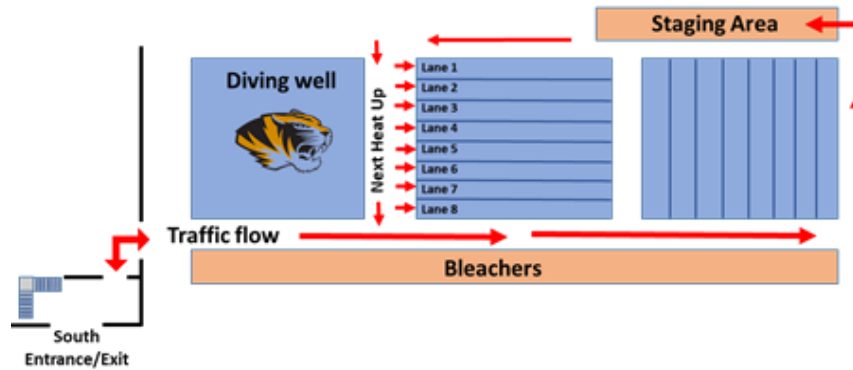 Staging Area
Diving well
Next Heat Up
Lane 1
Lane 2
Lane 3
Lane 4
Lane 5
Lane 6
Lane 7
Lane 8
Traffic flow
Bleachers
South
Entrance/Exit